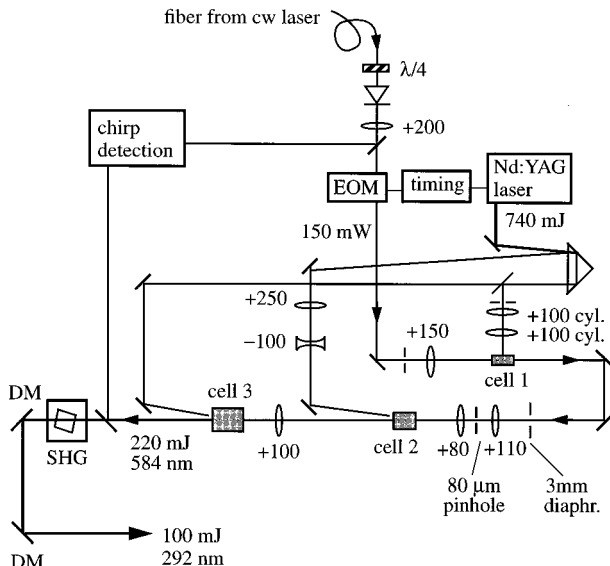 fiber from cw laser
λ/4
+200
chirp
detection
EOM
timing
Nd:YAG
laser
150 mW
740 mJ
+250
−100
+150
+100 cyl.
+100 cyl.
cell 1
cell 3
cell 2
DM
SHG
220 mJ
584 nm
+100
+80
+110
80 μm
pinhole
3mm
diaphr.
100 mJ
292 nm
DM